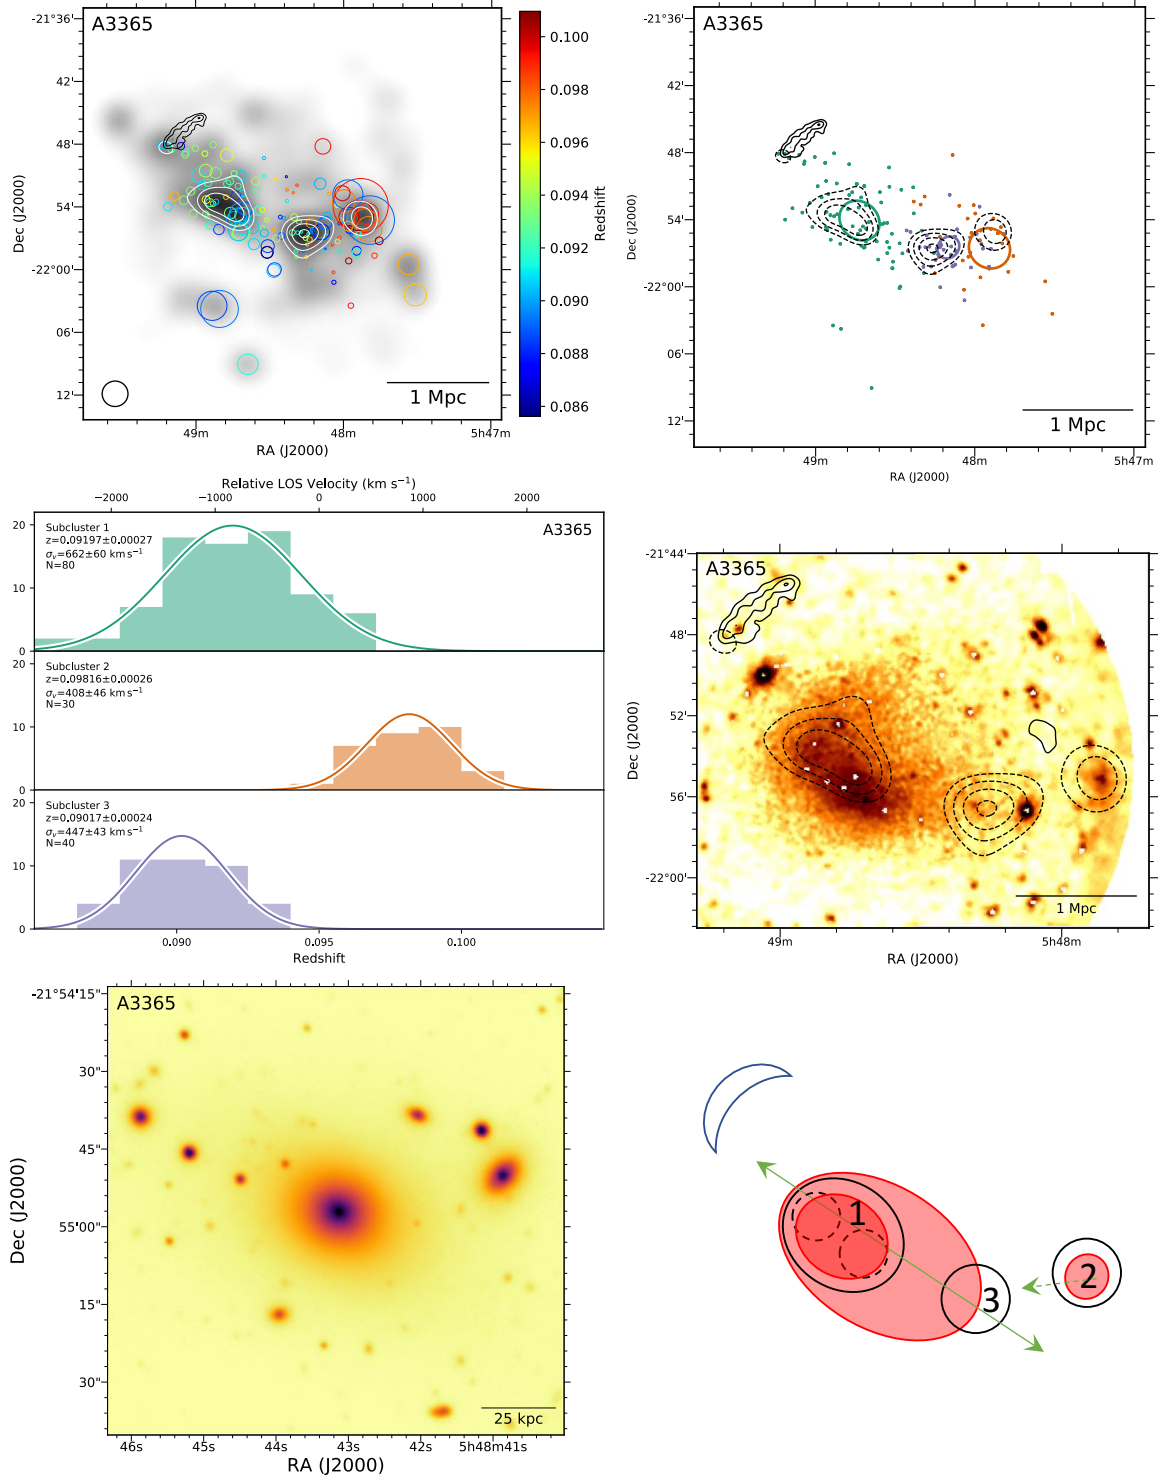 A3365
-21°36'
42'
48'
54'
-22°00'
06'
12'
Dec (J2000)
49m
48m
5h47m
RA (J2000)
1 Mpc
0.100
0.098
0.096
0.094
0.092
0.090
0.088
0.086
Redshift
A3365
-21°36'
42'
48'
54'
-22°00'
06'
12'
Dec (J2000)
49m
48m
5h47m
RA (J2000)
1 Mpc
Relative LOS Velocity (km s⁻¹)
−2000 −1000 0 1000 2000
A3365
Subcluster 1
z=0.09197±0.00027
σᵥ=662±60 km s⁻¹
N=80
20
10
0
Subcluster 2
z=0.09816±0.00026
σᵥ=408±46 km s⁻¹
N=30
20
10
0
Subcluster 3
z=0.09017±0.00024
σᵥ=447±43 km s⁻¹
N=40
20
10
0
0.090 0.095 0.100
Redshift
A3365
-21°44'
48'
52'
56'
-22°00'
Dec (J2000)
49m
5h48m
RA (J2000)
1 Mpc
A3365
-21°54'15"
30"
45"
55'00"
15"
30"
Dec (J2000)
46s 45s 44s 43s 42s 5h48m41s
RA (J2000)
25 kpc
1
2
3